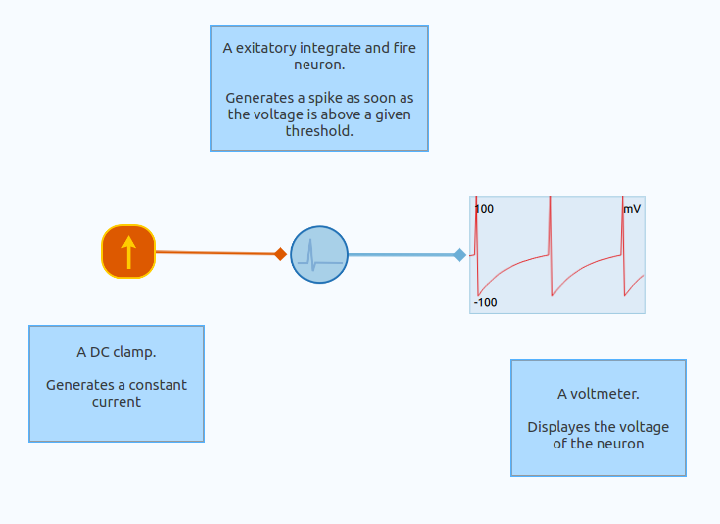 A exitatory integrate and fire
neuron.
Generates a spike as soon as
the voltage is above a given
threshold.
100
mV
-100
A DC clamp.
Generates a constant
current
A voltmeter.
Displayes the voltage
of the neuron